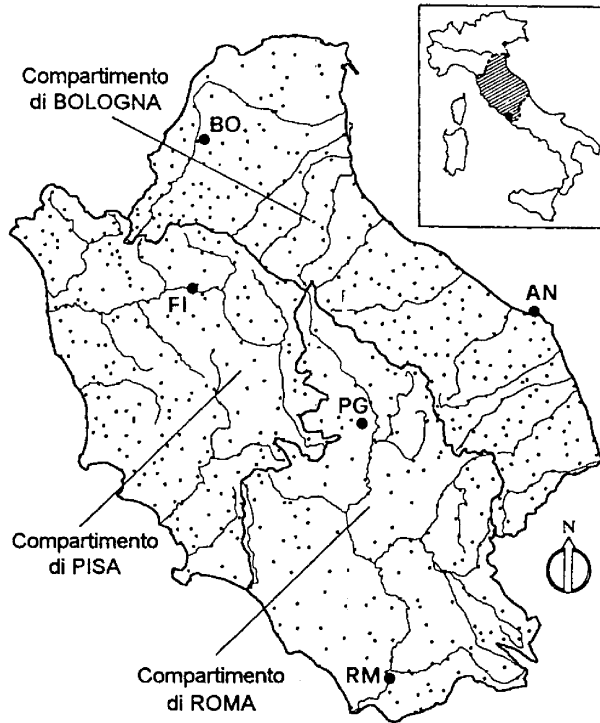 Compartimento
di BOLOGNA
BO
FI
AN
PG
N
Compartimento
di PISA
Compartimento
di ROMA
RM